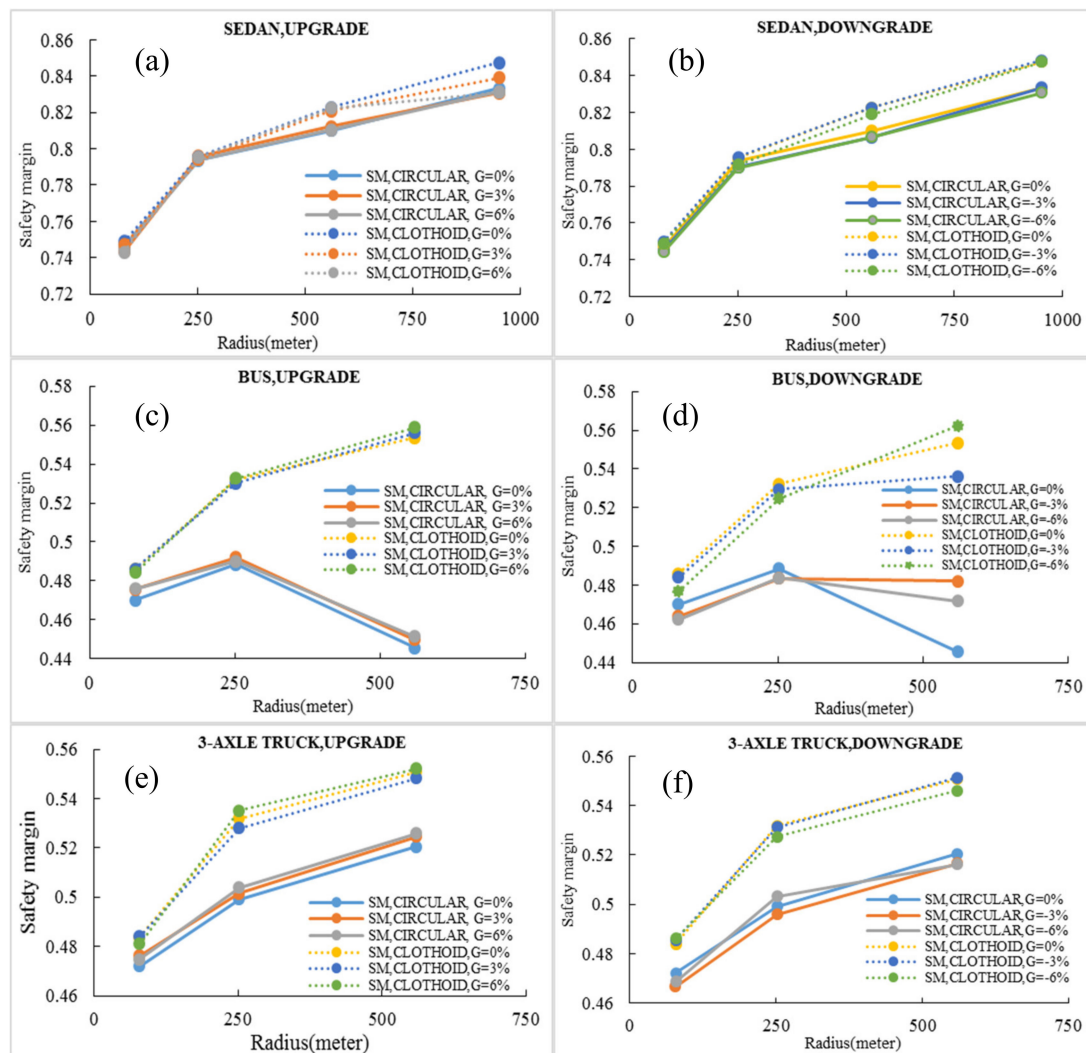 SEDAN,UPGRADE
(a)
0.86
0.84
0.82
0.8
0.78
0.76
0.74
0.72
Safety margin
SM,CIRCULAR, G=0%
SM,CIRCULAR, G=3%
SM,CIRCULAR, G=6%
SM,CLOTHOID,G=0%
SM,CLOTHOID,G=3%
SM,CLOTHOID,G=6%
0 250 500 750 1000
Radius(meter)
SEDAN,DOWNGRADE
(b)
0.86
0.84
0.82
0.8
0.78
0.76
0.74
0.72
Safety margin
SM,CIRCULAR,G=0%
SM,CIRCULAR,G=-3%
SM,CIRCULAR,G=-6%
SM,CLOTHOID,G=0%
SM,CLOTHOID,G=-3%
SM,CLOTHOID,G=-6%
0 250 500 750 1000
Radius(meter)
BUS,UPGRADE
(c)
0.58
0.56
0.54
0.52
0.5
0.48
0.46
0.44
Safety margin
SM,CIRCULAR, G=0%
SM,CIRCULAR, G=3%
SM,CIRCULAR, G=6%
SM,CLOTHOID,G=0%
SM,CLOTHOID,G=3%
SM,CLOTHOID,G=6%
0 250 500 750
Radius(meter)
BUS,DOWNGRADE
(d)
0.58
0.56
0.54
0.52
0.5
0.48
0.46
0.44
Safety margin
SM,CIRCULAR,G=0%
SM,CIRCULAR,G=-3%
SM,CIRCULAR,G=-6%
SM,CLOTHOID,G=0%
SM,CLOTHOID,G=-3%
SM,CLOTHOID,G=-6%
0 250 500 750
Radius(meter)
3-AXLE TRUCK,UPGRADE
(e)
0.56
0.54
0.52
0.5
0.48
0.46
Safety margin
SM,CIRCULAR, G=0%
SM,CIRCULAR, G=3%
SM,CIRCULAR, G=6%
SM,CLOTHOID,G=0%
SM,CLOTHOID,G=3%
SM,CLOTHOID,G=6%
0 250 500 750
Radius(meter)
3-AXLE TRUCK,DOWNGRADE
(f)
0.56
0.54
0.52
0.5
0.48
0.46
Safety margin
SM,CIRCULAR,G=0%
SM,CIRCULAR,G=-3%
SM,CIRCULAR,G=-6%
SM,CLOTHOID,G=0%
SM,CLOTHOID,G=-3%
SM,CLOTHOID,G=-6%
0 250 500 750
Radius(meter)